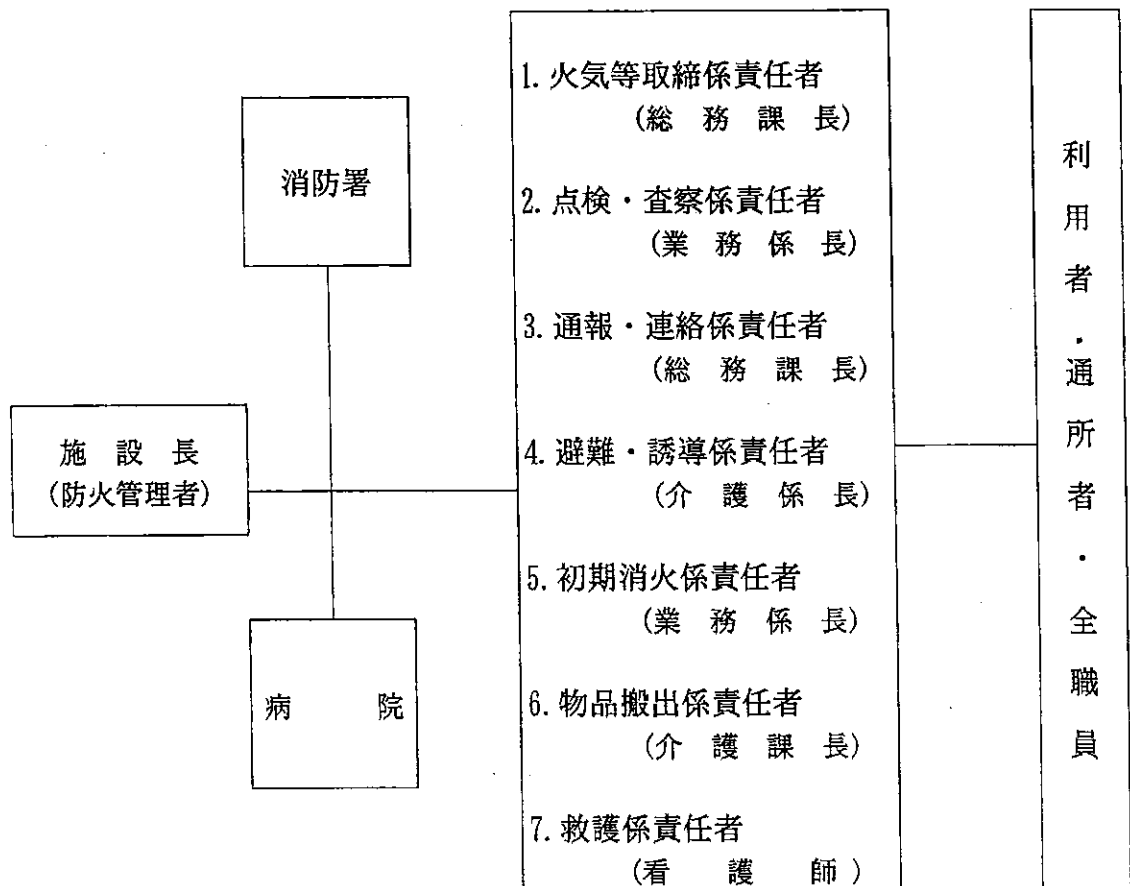 消防署
施設長
(防火管理者)
病院
1. 火気等取締係責任者
(総務課長)
2. 点検・査察係責任者
(業務係長)
3. 通報・連絡係責任者
(総務課長)
4. 避難・誘導係責任者
(介護係長)
5. 初期消火係責任者
(業務係長)
6. 物品搬出係責任者
(介護課長)
7. 救護係責任者
(看護師)
利用者・通所者・全職員